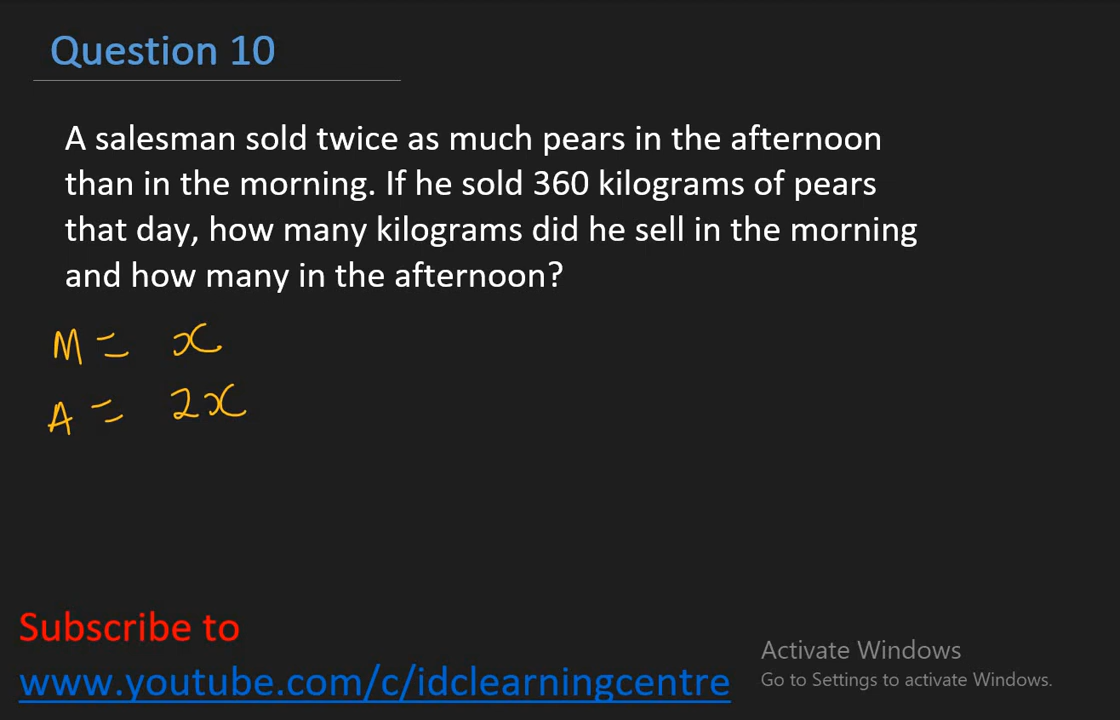 Question 10
A salesman sold twice as much pears in the afternoon
than in the morning. If he sold 360 kilograms of pears
that day, how many kilograms did he sell in the morning
and how many in the afternoon?
M = x
A = 2x
Subscribe to
www.youtube.com/c/idclearningcentre
Activate Windows
Go to Settings to activate Windows.